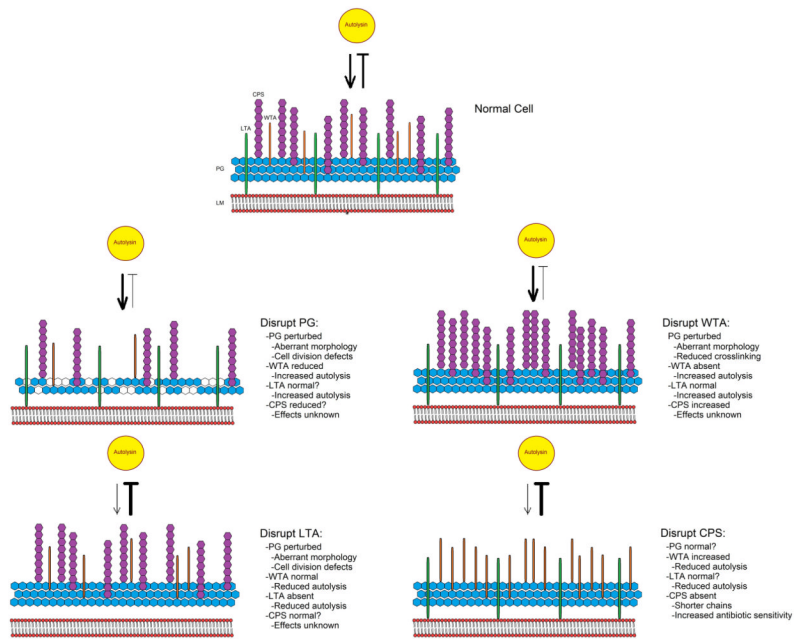 Autolysin
Normal Cell
CPS
WTA
LTA
PG
LM
Autolysin
Disrupt PG:
-PG perturbed
-Aberrant morphology
-Cell division defects
-WTA reduced
-Increased autolysis
-LTA normal?
-Increased autolysis
-CPS reduced?
-Effects unknown
Autolysin
Disrupt WTA:
PG perturbed
-Aberrant morphology
-Reduced crosslinking
-WTA absent
-Increased autolysis
-LTA normal
-Increased autolysis
-CPS increased
-Effects unknown
Autolysin
Disrupt LTA:
-PG perturbed
-Aberrant morphology
-Cell division defects
-WTA normal
-Reduced autolysis
-LTA absent
-Reduced autolysis
-CPS normal?
-Effects unknown
Autolysin
Disrupt CPS:
-PG normal?
-WTA increased
-Reduced autolysis
-LTA normal?
-Reduced autolysis
-CPS absent
-Shorter chains
-Increased antibiotic sensitivity